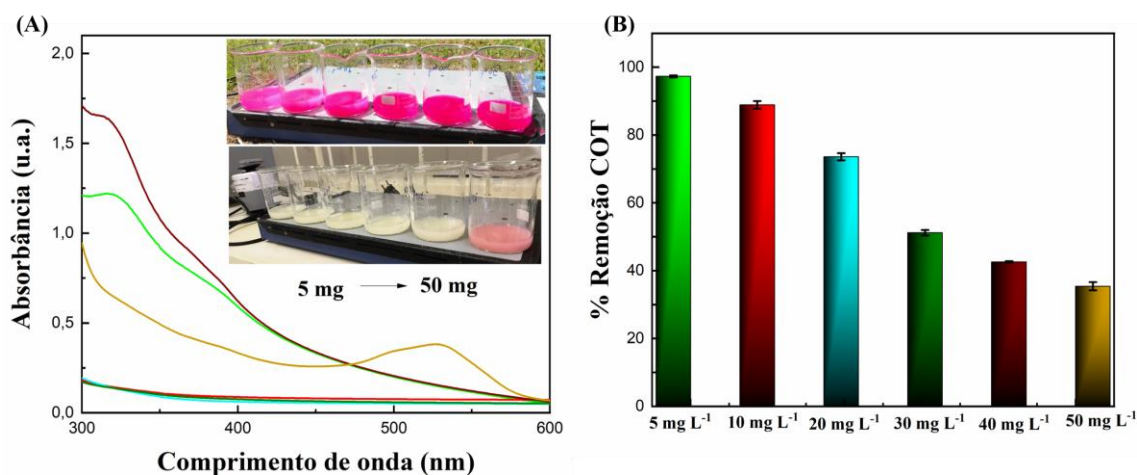 (A)
Absorbância (u.a.)
2,0
1,5
1,0
0,5
0,0
300
400
500
600
Comprimento de onda (nm)
5 mg → 50 mg
(B)
% Remoção COT
100
80
60
40
20
0
5 mg L⁻¹
10 mg L⁻¹
20 mg L⁻¹
30 mg L⁻¹
40 mg L⁻¹
50 mg L⁻¹